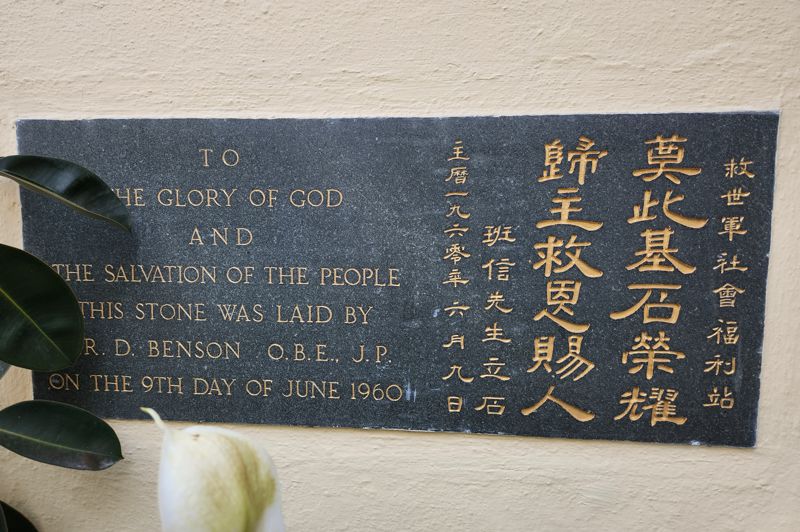 TO
THE GLORY OF GOD
AND
THE SALVATION OF THE PEOPLE
THIS STONE WAS LAID BY
R. D. BENSON O.B.E., J.P.
ON THE 9TH DAY OF JUNE 1960
救世軍社會福利站
奠此基石榮耀
歸主救恩賜人
班信先生立石
主曆一九六零年六月九日